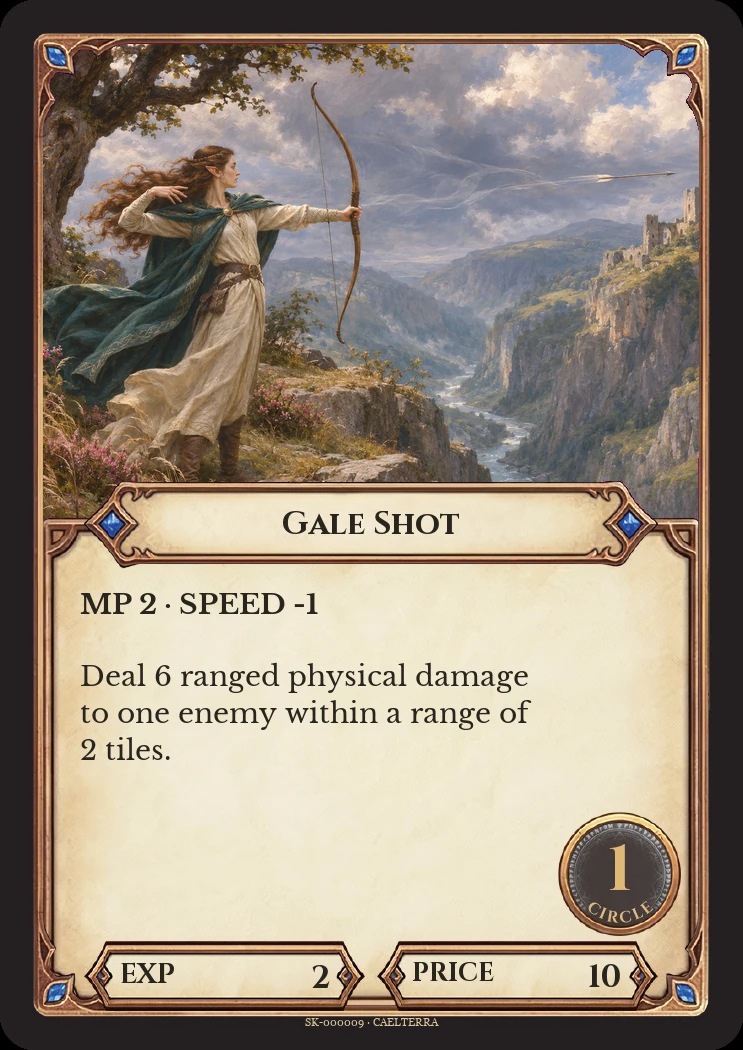 GALE SHOT
MP 2 · SPEED -1
Deal 6 ranged physical damage
to one enemy within a range of
2 tiles.
1
CIRCLE
EXP 2
PRICE 10
SK-000009 · CAELTERRA